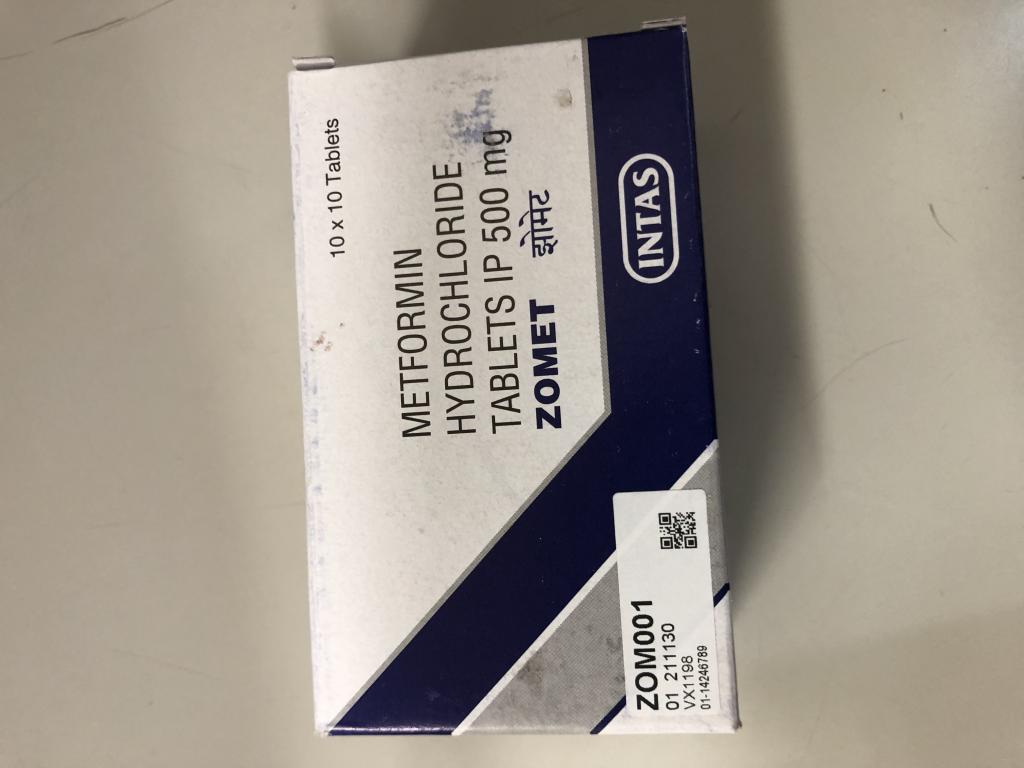 10 x 10 Tablets
METFORMIN
HYDROCHLORIDE
TABLETS IP 500 mg
ZOMET झोमेट
INTAS
ZOM001
01 211130
VX1198
01-14246789